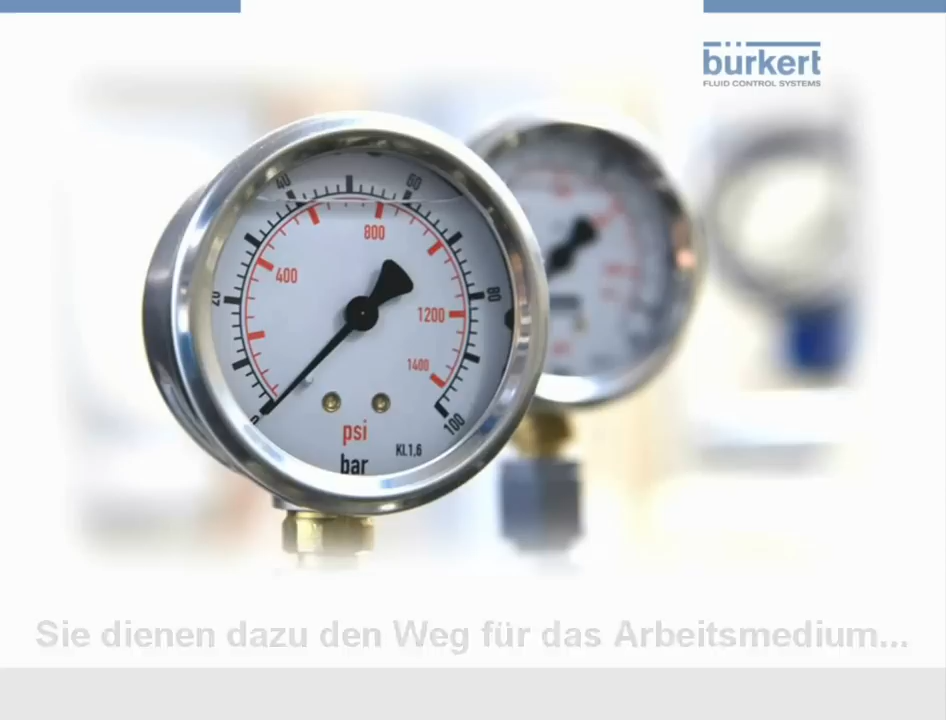 burkert
FLUID CONTROL SYSTEMS
40
60
800
400
20
80
1200
1400
0
100
psi
KL1,6
bar
Sie dienen dazu den Weg für das Arbeitsmedium...